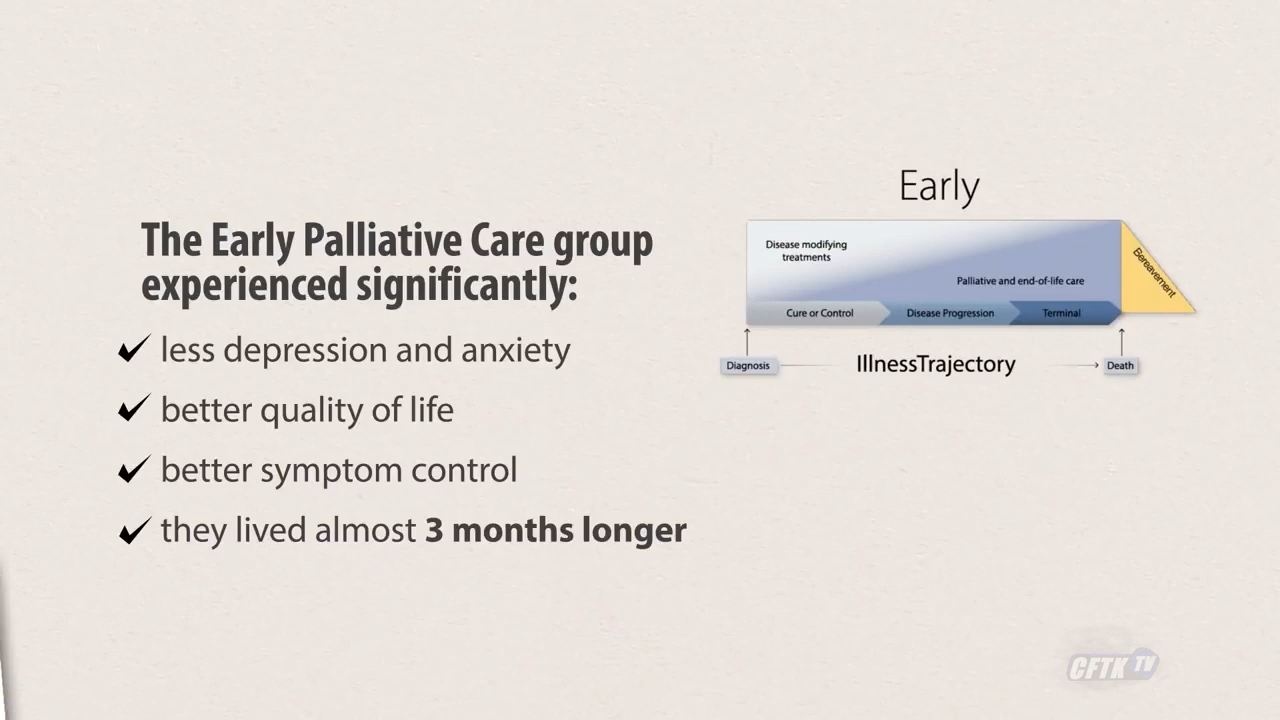 The Early Palliative Care group
experienced significantly:
less depression and anxiety
better quality of life
better symptom control
they lived almost 3 months longer
Early
Disease modifying
treatments
Palliative and end-of-life care
Bereavement
Cure or Control
Disease Progression
Terminal
Diagnosis
IllnessTrajectory
Death
CFTK TV